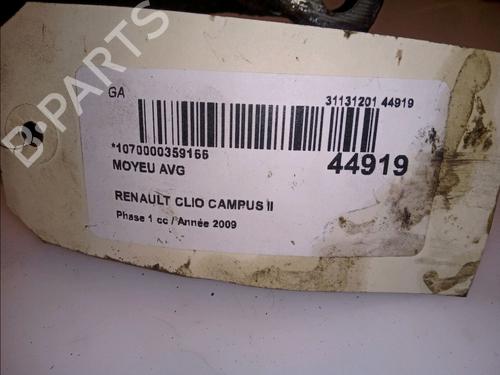 B-PARTS
GA
31131201 44919
*1070000359166
44919
MOYEU AVG
RENAULT CLIO CAMPUS II
Phase 1 cc / Année 2009